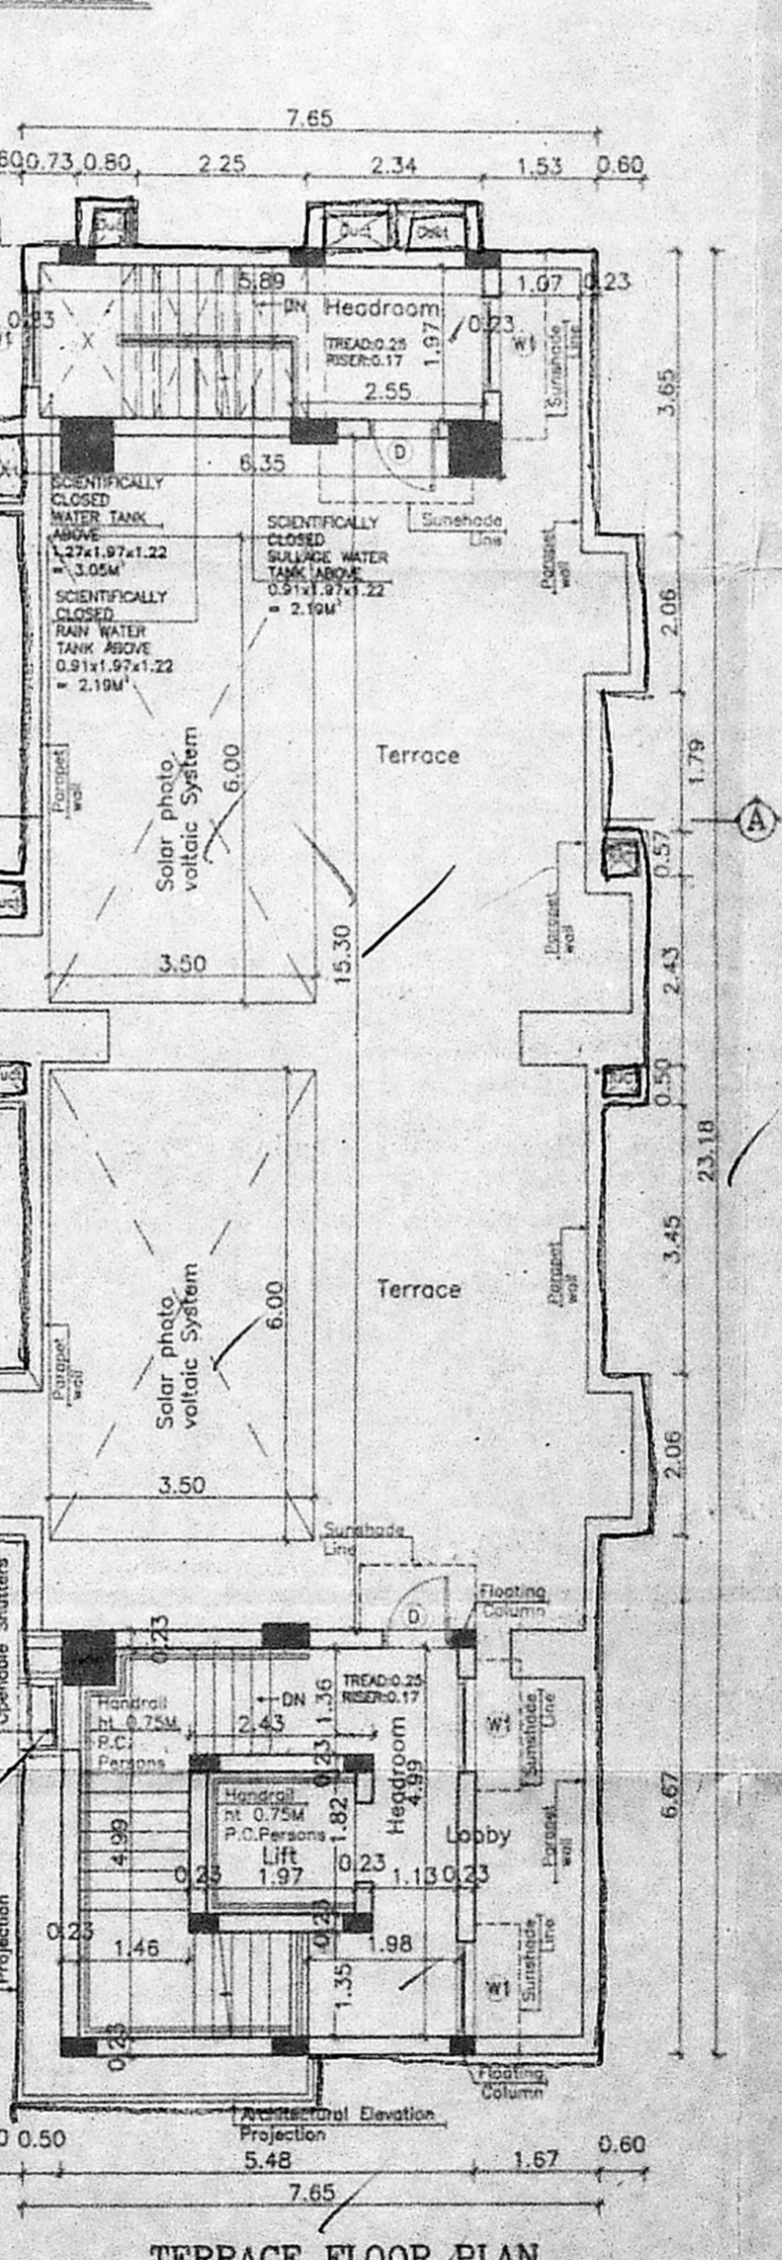 7.65
0.73 0.80 2.25 2.34 1.53 0.60
Duct Duct Duct
5.89 1.07 0.23
DN Headroom
0.23
TREAD:0.25
RISER:0.17
1.97
W1
Sunshade
Line
2.55
3.65
D
6.35
Sunshade
Line
SCIENTIFICALLY
CLOSED
WATER TANK
ABOVE
1.27x1.97x1.22
= 3.05M³
SCIENTIFICALLY
CLOSED
SULLAGE WATER
TANK ABOVE
0.91x1.97x1.22
= 2.19M³
SCIENTIFICALLY
CLOSED
RAIN WATER
TANK ABOVE
0.91x1.97x1.22
= 2.19M³
Parapet
wall
2.06
Parapet
wall
Solar photo
voltaic System
6.00
Terrace
1.79
A
0.57
Parapet
wall
3.50
15.30
2.43
0.50
23.18
Parapet
wall
3.45
Solar photo
voltaic System
6.00
Terrace
Parapet
wall
2.06
3.50
Sunshade
Line
Openable Shutters
D
Floating
Column
0.23
Handrail
ht 0.75M
P.C.
Persons
DN
2.43
1.36
TREAD:0.25
RISER:0.17
W1
Sunshade
Line
0.23
Headroom
4.99
Handrail
ht 0.75M
P.C.Persons
Lift
1.82
Lobby
Parapet
wall
6.67
4.99
0.23 1.97 0.23 1.13 0.23
Projection
0.23
1.46
0.23
1.98
1.35
W1
Sunshade
Line
0.23
Floating
Column
Architectural Elevation
Projection
0.50 5.48 1.67 0.60
7.65
TERRACE FLOOR PLAN